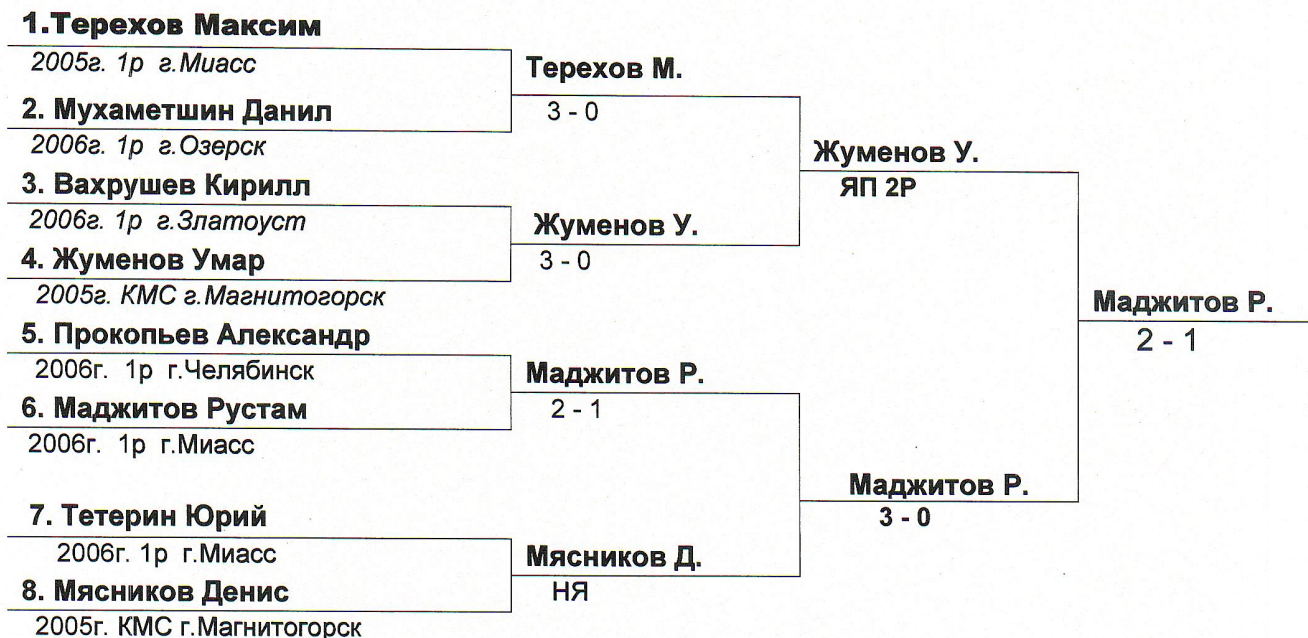 1.Терехов Максим
2005г. 1р г.Миасс
2. Мухаметшин Данил
2006г. 1р г.Озерск
3. Вахрушев Кирилл
2006г. 1р г.Златоуст
4. Жуменов Умар
2005г. КМС г.Магнитогорск
5. Прокопьев Александр
2006г. 1р г.Челябинск
6. Маджитов Рустам
2006г. 1р г.Миасс
7. Тетерин Юрий
2006г. 1р г.Миасс
8. Мясников Денис
2005г. КМС г.Магнитогорск
Терехов М.
3 - 0
Жуменов У.
3 - 0
Маджитов Р.
2 - 1
Мясников Д.
НЯ
Жуменов У.
ЯП 2Р
Маджитов Р.
3 - 0
Маджитов Р.
2 - 1